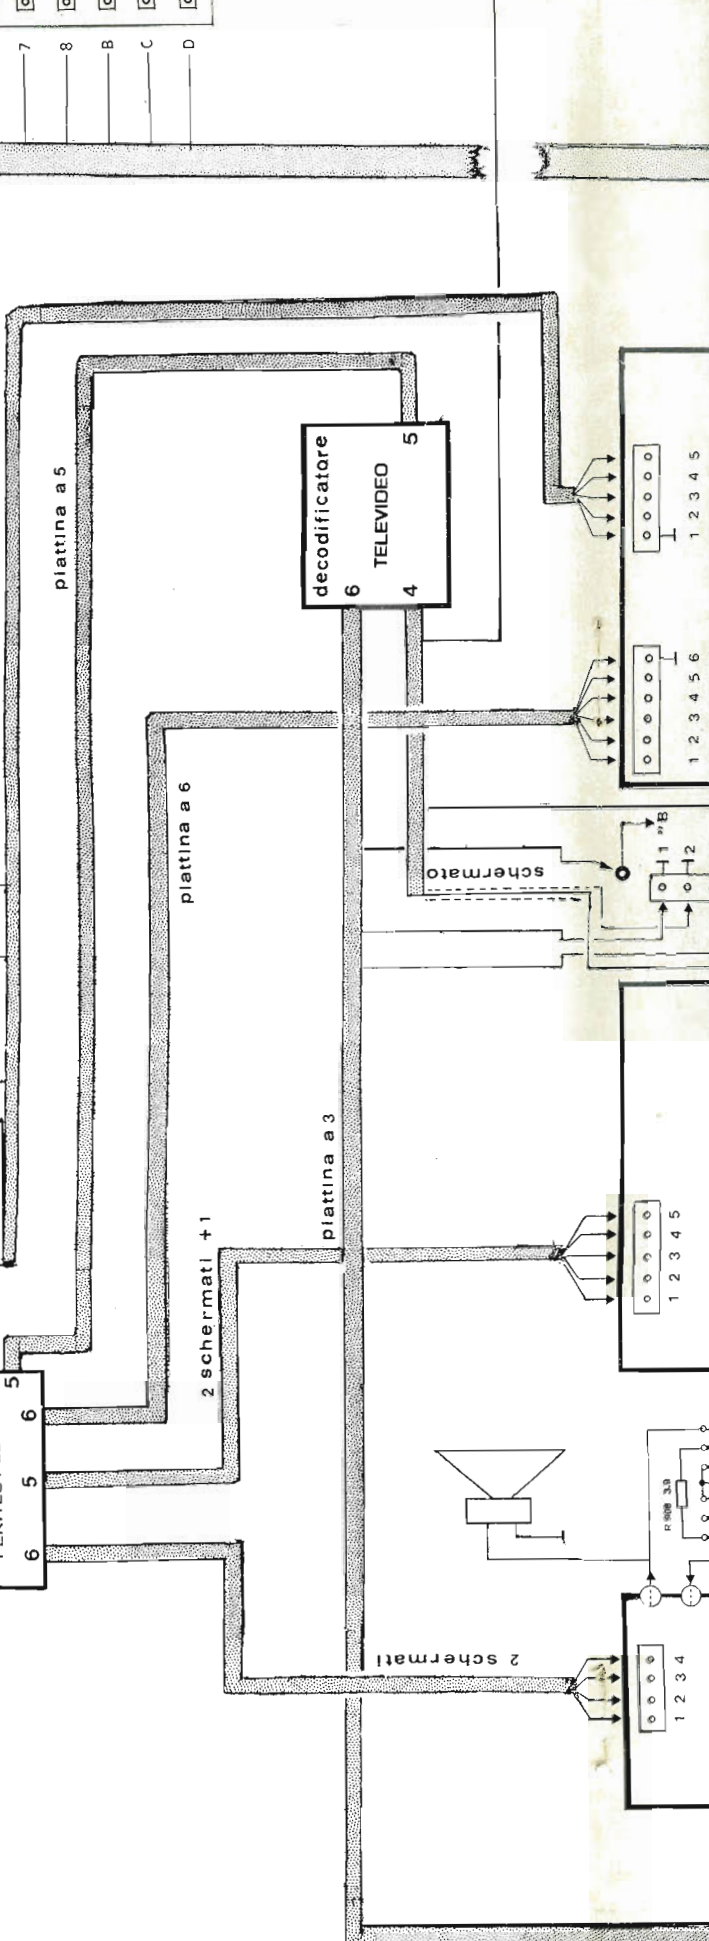 7
8
B
C
D
plattina a 5
decodificatore
TELEVIDEO
5
6
4
1 2 3 4 5
1 2 3 4 5 6
plattina a 6
schermato
"B
1
2
plattina a 3
2 schermati +1
1 2 3 4 5
5
6
5
6
R 908 3.9
2 schermati
1 2 3 4